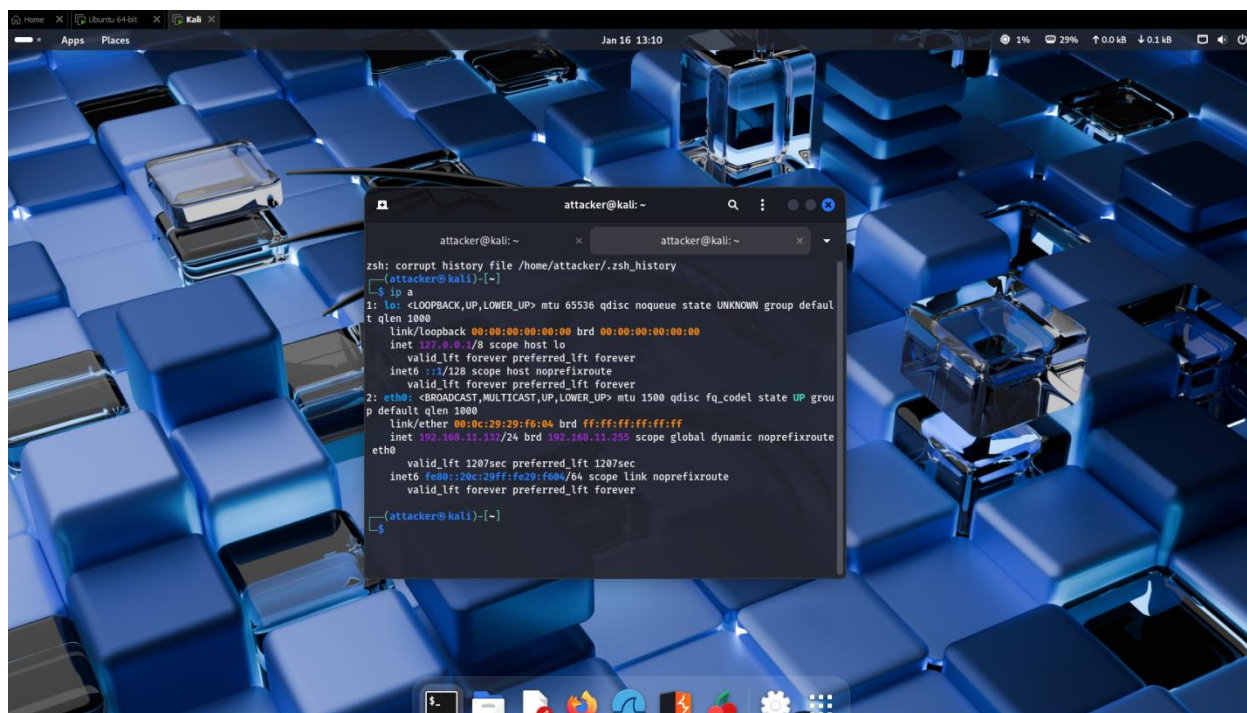 Home Ubuntu 64-bit Kali
Apps Places Jan 16 13:10 1% 29% ↑ 0.0 kB ↓ 0.1 kB
attacker@kali: ~
attacker@kali: ~ attacker@kali: ~
zsh: corrupt history file /home/attacker/.zsh_history
┌──(attacker㉿kali)-[~]
└─$ ip a
1: lo: <LOOPBACK,UP,LOWER_UP> mtu 65536 qdisc noqueue state UNKNOWN group defaul
t qlen 1000
link/loopback 00:00:00:00:00:00 brd 00:00:00:00:00:00
inet 127.0.0.1/8 scope host lo
valid_lft forever preferred_lft forever
inet6 ::1/128 scope host noprefixroute
valid_lft forever preferred_lft forever
2: eth0: <BROADCAST,MULTICAST,UP,LOWER_UP> mtu 1500 qdisc fq_codel state UP grou
p default qlen 1000
link/ether 00:0c:29:29:f6:04 brd ff:ff:ff:ff:ff:ff
inet 192.168.11.132/24 brd 192.168.11.255 scope global dynamic noprefixroute
eth0
valid_lft 1207sec preferred_lft 1207sec
inet6 fe80::20c:29ff:fe29:f604/64 scope link noprefixroute
valid_lft forever preferred_lft forever
┌──(attacker㉿kali)-[~]
└─$
$_